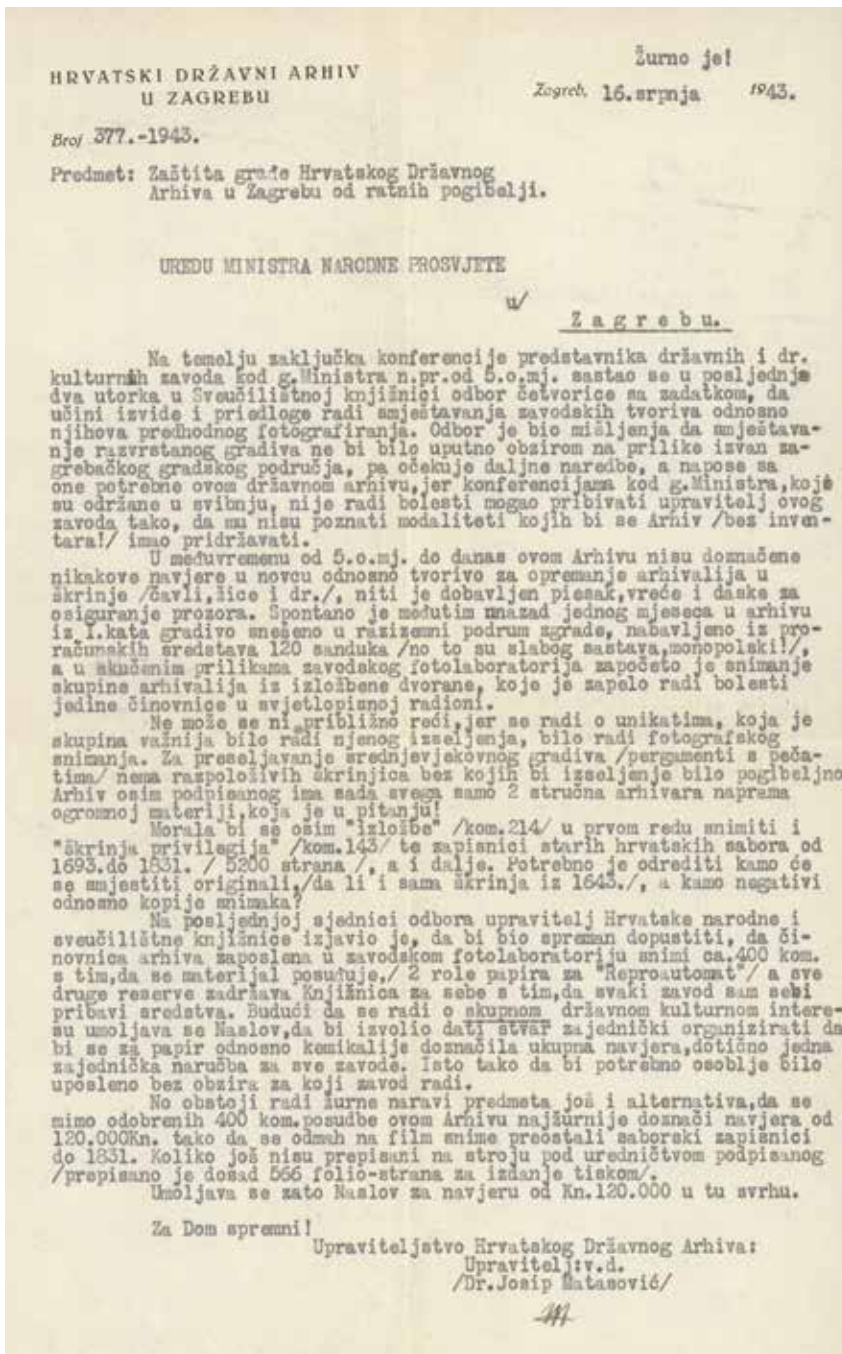 Žurno je!
HRVATSKI DRŽAVNI ARHIV
U ZAGREBU
Zagreb, 16.srpnja 1943.
Broj 377.-1943.
Predmet: Zaštita građe Hrvatskog Državnog
Arhiva u Zagrebu od ratnih pogibelji.
UREDU MINISTRA NARODNE PROSVJETE
u/
Zagrebu.
Na temelju zaključka konferencije predstavnika državnih i dr.
kulturnih zavoda kod g.Ministra n.pr.od 5.o.mj. sastao se u posljednja
dva utorka u Sveučilištnoj knjižnici odbor četvorice sa zadatkom, da
učini izvide i priedloge radi smještavanja zavodskih tvoriva odnosno
njihova predhodnog fotografiranja. Odbor je bio mišljenja da smještava-
nje razvrstanog gradiva ne bi bilo uputno obzirom na prilike izvan za-
grebačkog gradskog područja, pa očekuje daljne naredbe, a napose sa
one potrebne ovom državnom arhivu,jer konferencijama kod g.Ministra,koje
su održane u svibnju, nije radi bolesti mogao pribivati upravitelj ovog
zavoda tako, da mu nisu poznati modaliteti kojih bi se Arhiv /bez inven-
tara!/ imao pridržavati.
U međuvremenu od 5.o.mj. do danas ovom Arhivu nisu doznačene
nikakove navjere u novcu odnosno tvorivo za opremanje arhivalija u
škrinje /čavli,žice i dr./, niti je dobavljen piesak,vreće i daske za
osiguranje prozora. Spontano je međutim unazad jednog mjeseca u arhivu
iz I.kata gradivo snešeno u razizemni podrum zgrade, nabavljeno iz pro-
računskih sredstava 120 sanduka /no to su slabog sastava,monopolski!/,
a u skučenim prilikama zavodskog fotolaboratorija započeto je snimanje
skupine arhivalija iz izložbene dvorane, koje je zapelo radi bolesti
jedine činovnice u svjetlopisnoj radioni.
Ne može se ni približno reći,jer se radi o unikatima, koja je
skupina važnija bilo radi njenog izseljenja, bilo radi fotografskog
snimanja. Za preseljavanje srednjevjekovnog gradiva /pergamenti s peča-
tima/ nema razpoloživih škrinjica bez kojih bi izseljenje bilo pogibeljno
Arhiv osim podpisanog ima sada svega samo 2 stručna arhivara naprama
ogromnoj materiji,koja je u pitanju!
Morala bi se osim "izložbe" /kom.214/ u prvom redu snimiti i
"škrinja privilegija" /kom.143/ te zapisnici starih hrvatskih sabora od
1693.do 1831. / 5200 strana /, a i dalje. Potrebno je odrediti kamo će
se smjestiti originali,/da li i sama škrinja iz 1643./, a kamo negativi
odnosno kopije snimaka?
Na posljednjoj sjednici odbora upravitelj Hrvatske narodne i
sveučilištne knjižnice izjavio je, da bi bio spreman dopustiti, da či-
novnica arhiva zaposlena u zavodskom fotolaboratoriju snimi ca.400 kom.
s tim,da se materijal posuđuje,/ 2 role papira za "Reproautomat"/ a sve
druge reserve zadržava Knjižnica za sebe s tim,da svaki zavod sam sebi
pribavi sredstva. Budući da se radi o skupnom državnom kulturnom intere-
su umoljava se Naslov,da bi izvolio dati stvar zajednički organizirati da
bi se za papir odnosno kemikalije doznačila ukupna navjera,dotično jedna
zajednička naručba za sve zavode. Isto tako da bi potrebno osoblje bilo
uposleno bez obzira za koji zavod radi.
No obstoji radi žurne naravi predmeta još i alternativa,da se
mimo odobrenih 400 kom.posudbe ovom Arhivu najžurnije doznači navjera od
120.000Kn. tako da se odmah na film snime preostali saborski zapisnici
do 1831. Koliko još nisu prepisani na stroju pod uredničtvom podpisanog
/prepisano je dosad 566 folio-strana za izdanje tiskom/.
Umoljava se zato Naslov za navjeru od Kn.120.000 u tu svrhu.
Za Dom spremni!
Upraviteljstvo Hrvatskog Državnog Arhiva:
Upravitelj:v.d.
/Dr.Josip Matasović/